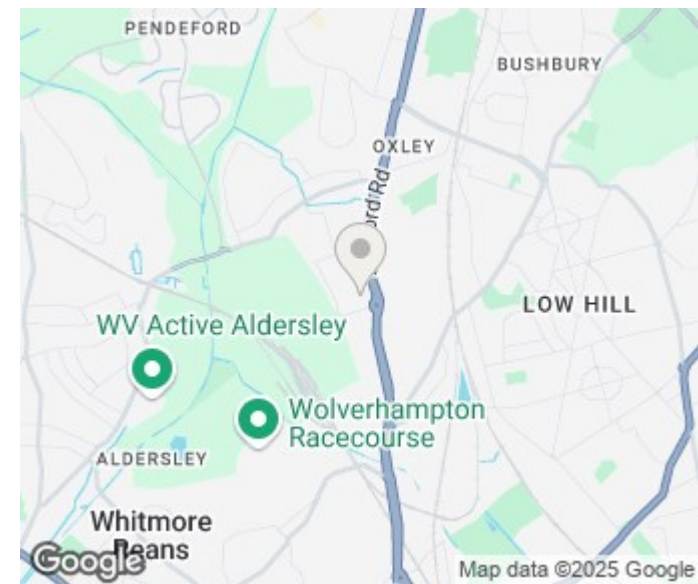 PENDEFORD
BUSHBURY
OXLEY
ord Rd
LOW HILL
WV Active Aldersley
Wolverhampton
Racecourse
ALDERSLEY
Whitmore
Reans
Google
Map data ©2025 Google